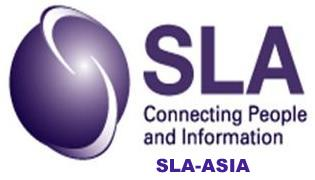 SLA
Connecting People
and Information
SLA-ASIA